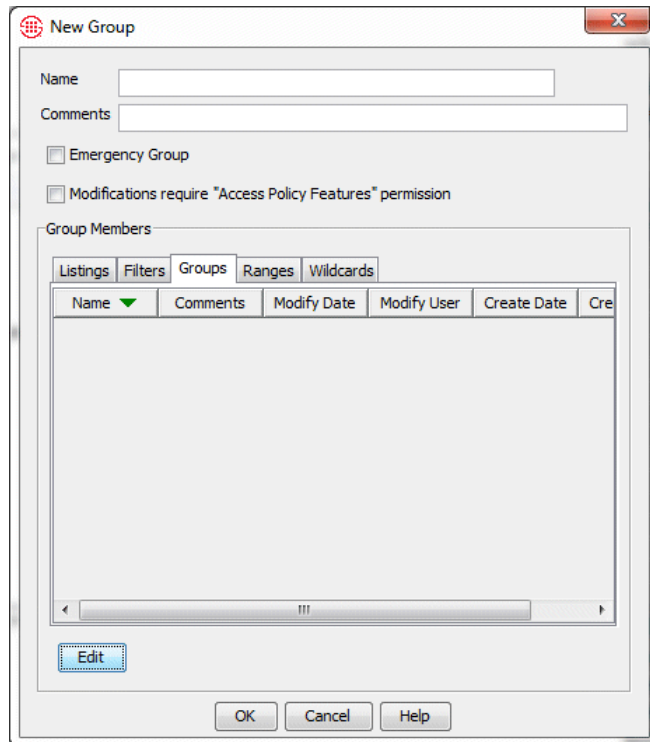 New Group
Name
Comments
Emergency Group
Modifications require "Access Policy Features" permission
Group Members
Listings Filters Groups Ranges Wildcards
Name Comments Modify Date Modify User Create Date Cre
Edit
OK Cancel Help